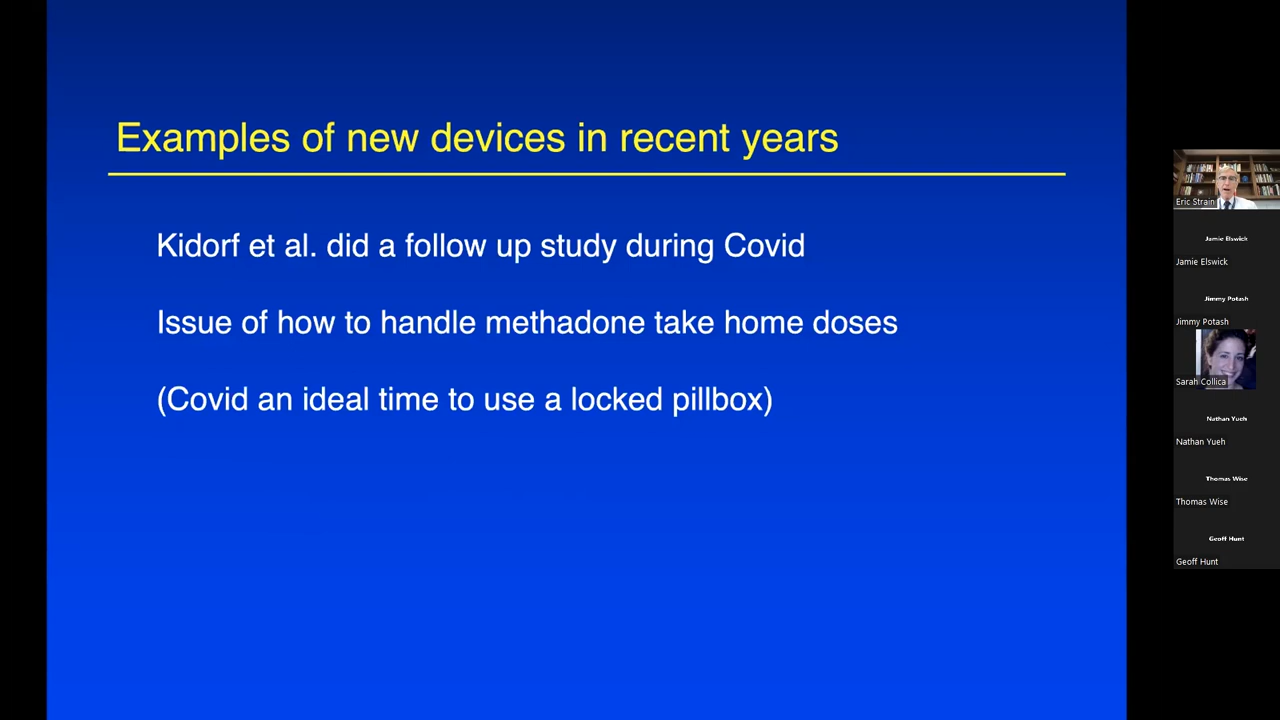 Examples of new devices in recent years
Kidorf et al. did a follow up study during Covid
Issue of how to handle methadone take home doses
(Covid an ideal time to use a locked pillbox)
Eric Strain
Jamie Elswick
Jamie Elswick
Jimmy Potash
Jimmy Potash
Sarah Collica
Nathan Yueh
Nathan Yueh
Thomas Wise
Thomas Wise
Geoff Hunt
Geoff Hunt